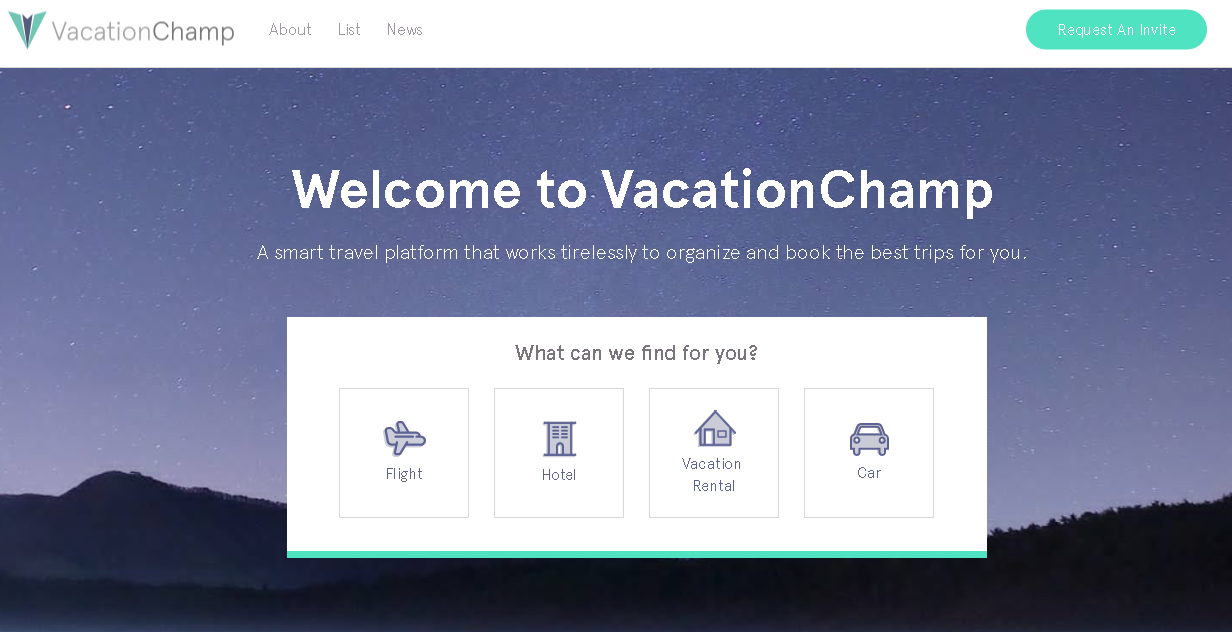 VacationChamp
About
List
News
Request An Invite
Welcome to VacationChamp
A smart travel platform that works tirelessly to organize and book the best trips for you.
What can we find for you?
Flight
Hotel
Vacation
Rental
Car